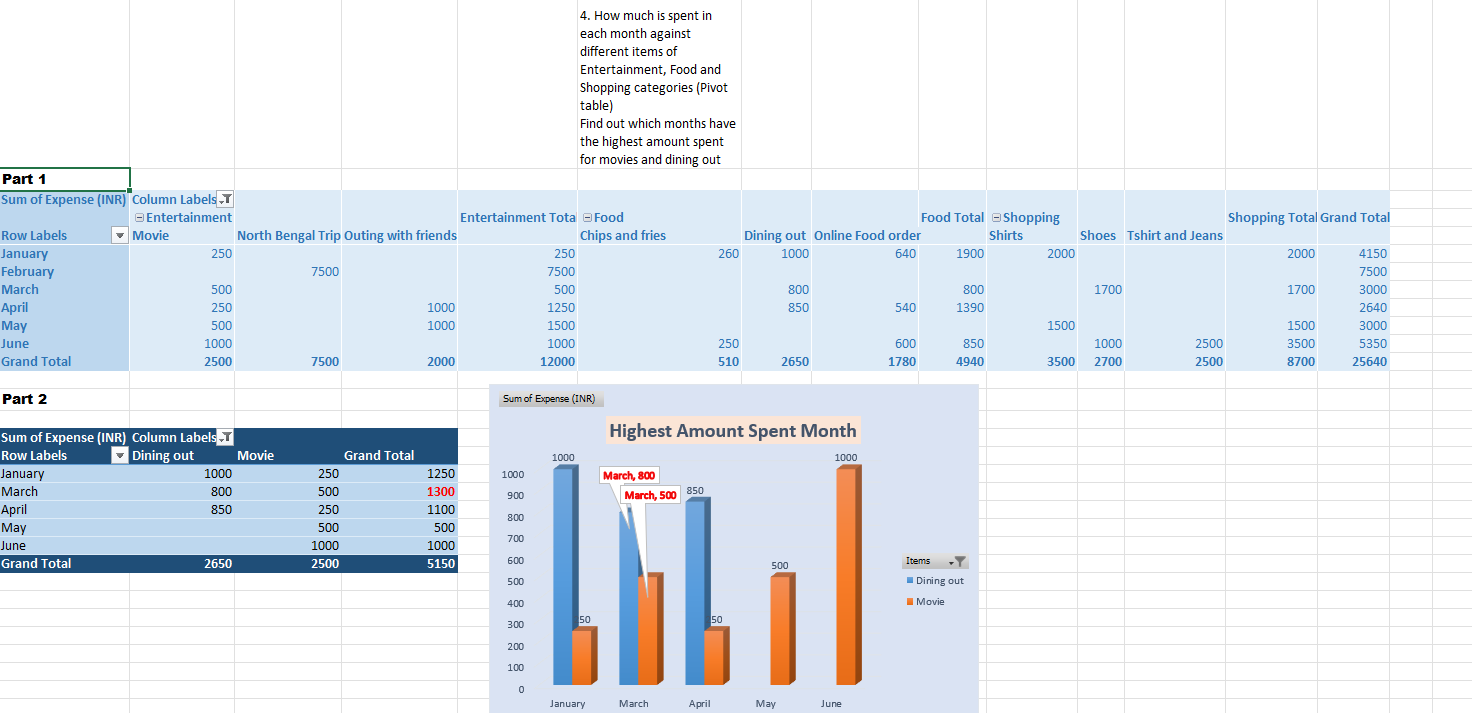 4. How much is spent in
each month against
different items of
Entertainment, Food and
Shopping categories (Pivot
table)
Find out which months have
the highest amount spent
for movies and dining out
Part 1
Sum of Expense (INR) Column Labels
Entertainment Entertainment Tota Food Food Total Shopping Shopping Total Grand Total
Row Labels Movie North Bengal Trip Outing with friends Chips and fries Dining out Online Food order Shirts Shoes Tshirt and Jeans
January 250 250 260 1000 640 1900 2000 2000 4150
February 7500 7500 7500
March 500 500 800 800 1700 1700 3000
April 250 1000 1250 850 540 1390 2640
May 500 1000 1500 1500 1500 3000
June 1000 1000 250 600 850 1000 2500 3500 5350
Grand Total 2500 7500 2000 12000 510 2650 1780 4940 3500 2700 2500 8700 25640
Part 2
Sum of Expense (INR) Column Labels
Row Labels Dining out Movie Grand Total
January 1000 250 1250
March 800 500 1300
April 850 250 1100
May 500 500
June 1000 1000
Grand Total 2650 2500 5150
Sum of Expense (INR)
Highest Amount Spent Month
1000 1000
March, 800
March, 500
850
500
50 50
1000
900
800
700
600
500
400
300
200
100
0
January March April May June
Items
Dining out
Movie